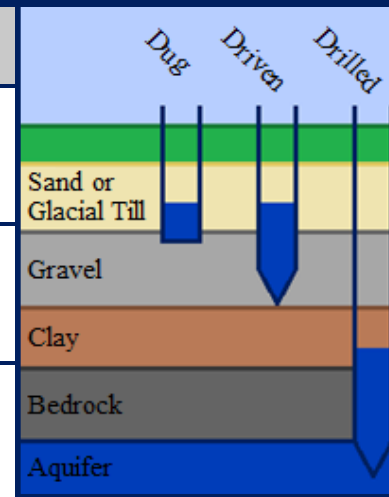 Dug
Driven
Drilled
Sand or
Glacial Till
Gravel
Clay
Bedrock
Aquifer